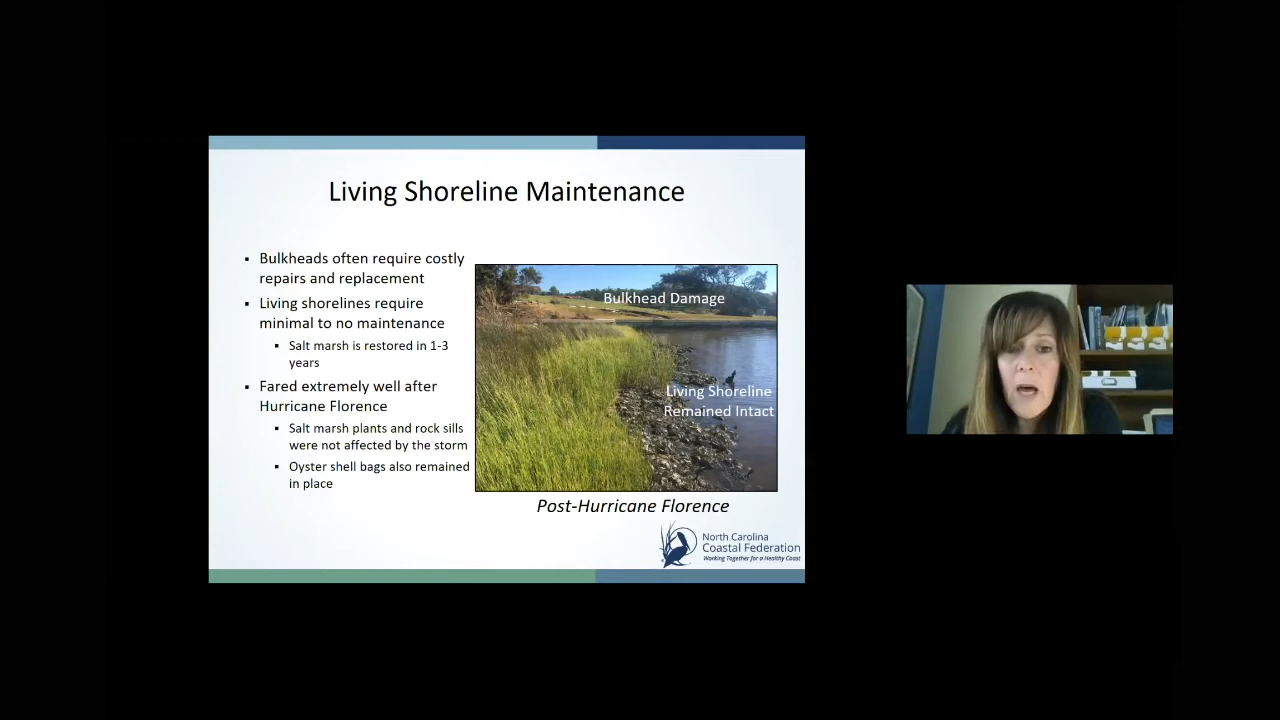 Living Shoreline Maintenance
Bulkheads often require costly
repairs and replacement
Living shorelines require
minimal to no maintenance
Salt marsh is restored in 1-3
years
Fared extremely well after
Hurricane Florence
Salt marsh plants and rock sills
were not affected by the storm
Oyster shell bags also remained
in place
Bulkhead Damage
Living Shoreline
Remained Intact
Post-Hurricane Florence
North Carolina
Coastal Federation
Working Together for a Healthy Coast